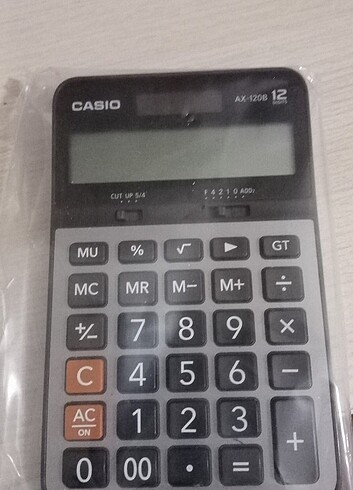 CASIO AX-120B 12
DIGITS
CUT UP 5/4 F 4 2 1 0 ADD2
MU % √ ▶ GT
MC MR M− M+ ÷
+/− 7 8 9 ×
C 4 5 6 −
AC
ON 1 2 3 +
0 00 • =